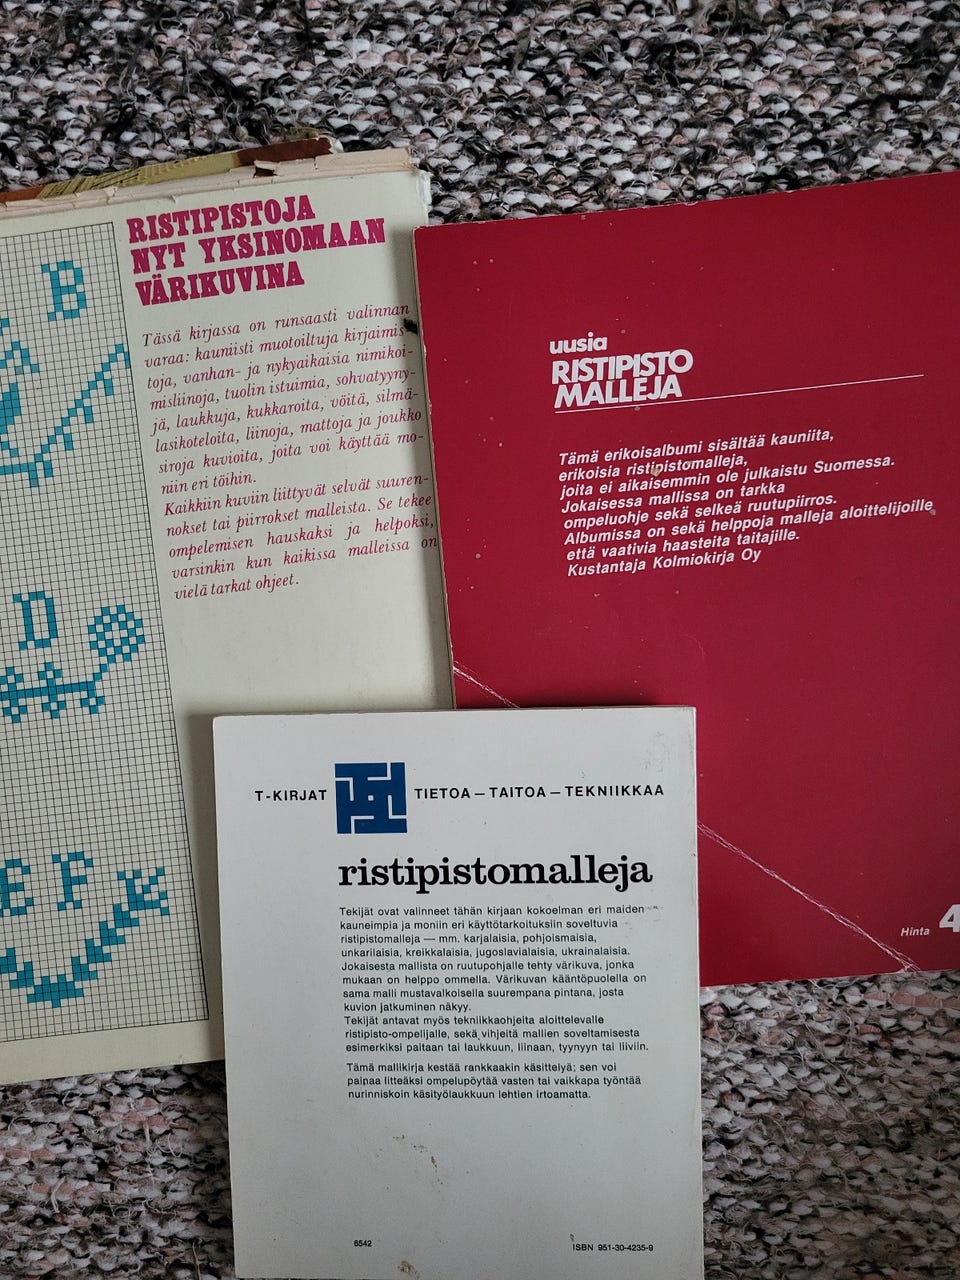 RISTIPISTOJA
NYT YKSINOMAAN
VÄRIKUVINA
Tässä kirjassa on runsaasti valinnan
varaa: kauniisti muotoiltuja kirjaimis-
toja, vanhan- ja nykyaikaisia nimikoi-
misliinoja, tuolin istuimia, sohvatyyny-
jä, laukkuja, kukkaroita, vöitä, silmä-
lasikoteloita, liinoja, mattoja ja joukko
siroja kuvioita, joita voi käyttää mo-
niin eri töihin.
Kaikkiin kuviin liittyvät selvät suuren-
nokset tai piirrokset malleista. Se tekee
ompelemisen hauskaksi ja helpoksi,
varsinkin kun kaikissa malleissa on
vielä tarkat ohjeet.
B
D
E F
uusia
RISTIPISTO
MALLEJA
Tämä erikoisalbumi sisältää kauniita,
erikoisia ristipistomalleja,
joita ei aikaisemmin ole julkaistu Suomessa.
Jokaisessa mallissa on tarkka
ompeluohje sekä selkeä ruutupiirros.
Albumissa on sekä helppoja malleja aloittelijoille
että vaativia haasteita taitajille.
Kustantaja Kolmiokirja Oy
Hinta 4
T-KIRJAT TIETOA — TAITOA — TEKNIIKKAA
ristipistomalleja
Tekijät ovat valinneet tähän kirjaan kokoelman eri maiden
kauneimpia ja moniin eri käyttötarkoituksiin soveltuvia
ristipistomalleja — mm. karjalaisia, pohjoismaisia,
unkarilaisia, kreikkalaisia, jugoslavialaisia, ukrainalaisia.
Jokaisesta mallista on ruutupohjalle tehty värikuva, jonka
mukaan on helppo ommella. Värikuvan kääntöpuolella on
sama malli mustavalkoisella suurempana pintana, josta
kuvion jatkuminen näkyy.
Tekijät antavat myös tekniikkaohjeita aloittelevalle
ristipisto-ompelijalle, sekä vihjeitä mallien soveltamisesta
esimerkiksi paitaan tai laukkuun, liinaan, tyynyyn tai liiviin.
Tämä mallikirja kestää rankkaakin käsittelyä; sen voi
painaa litteäksi ompelupöytää vasten tai vaikkapa työntää
nurinniskoin käsityölaukkuun lehtien irtoamatta.
6542
ISBN 951-30-4235-9